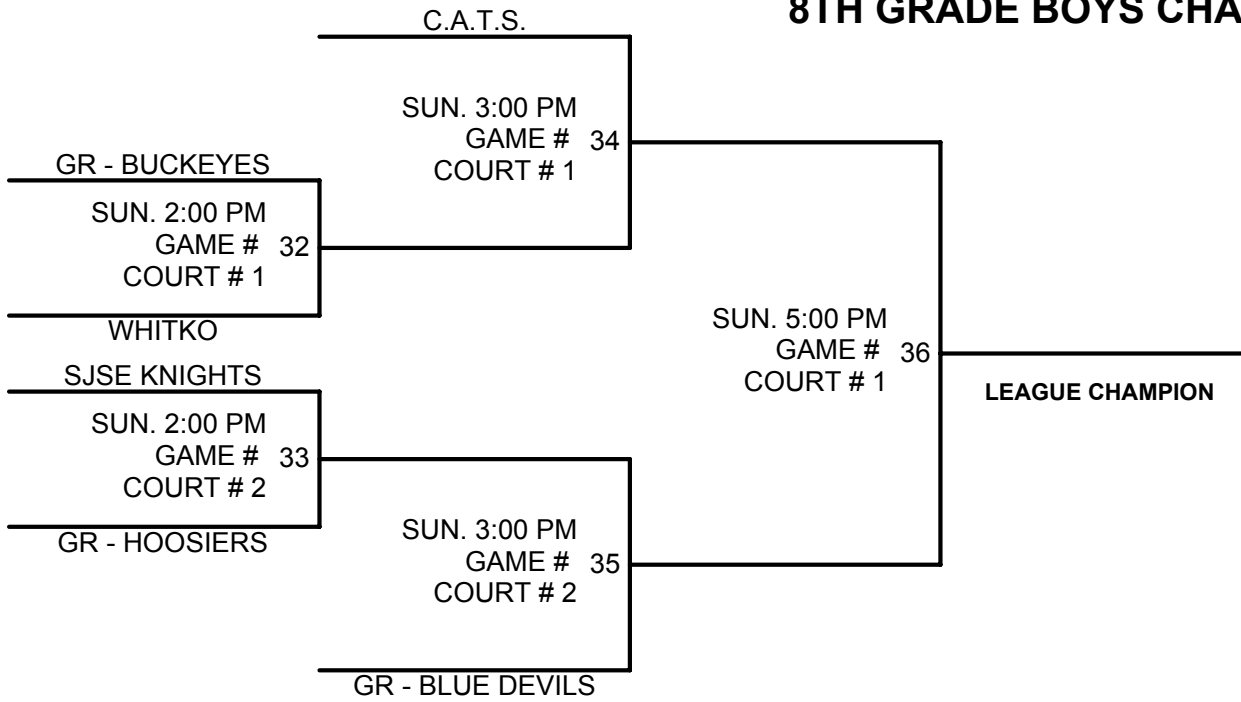 8TH GRADE BOYS CHA
C.A.T.S.
SUN. 3:00 PM
GAME # 34
COURT # 1
GR - BUCKEYES
SUN. 2:00 PM
GAME # 32
COURT # 1
WHITKO
SUN. 5:00 PM
GAME # 36
COURT # 1
LEAGUE CHAMPION
SJSE KNIGHTS
SUN. 2:00 PM
GAME # 33
COURT # 2
GR - HOOSIERS
SUN. 3:00 PM
GAME # 35
COURT # 2
GR - BLUE DEVILS